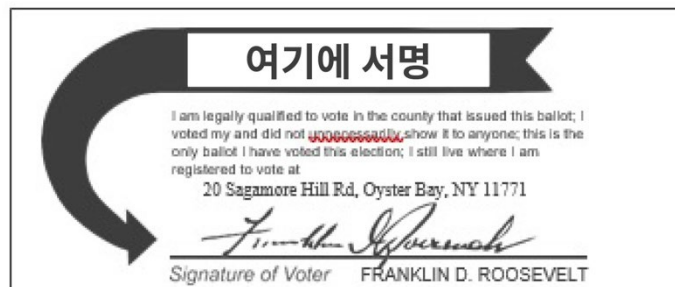 여기에 서명
I am legally qualified to vote in the county that issued this ballot; I
voted my and did not unnecessarily show it to anyone; this is the
only ballot I have voted this election; I still live where I am
registered to vote at
20 Sagamore Hill Rd, Oyster Bay, NY 11771
Signature of Voter FRANKLIN D. ROOSEVELT